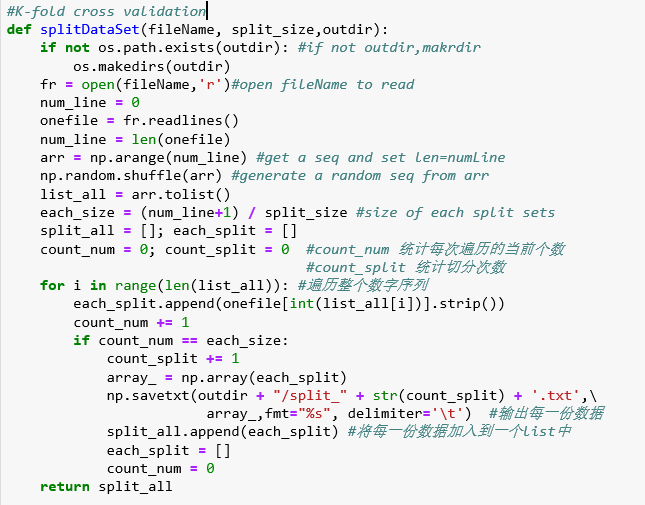 #K-fold cross validation
def splitDataSet(fileName, split_size,outdir):
    if not os.path.exists(outdir): #if not outdir,makrdir
        os.makedirs(outdir)
    fr = open(fileName,'r')#open fileName to read
    num_line = 0
    onefile = fr.readlines()
    num_line = len(onefile)
    arr = np.arange(num_line) #get a seq and set len=numLine
    np.random.shuffle(arr) #generate a random seq from arr
    list_all = arr.tolist()
    each_size = (num_line+1) / split_size #size of each split sets
    split_all = []; each_split = []
    count_num = 0; count_split = 0  #count_num 统计每次遍历的当前个数
                                    #count_split 统计切分次数
    for i in range(len(list_all)): #遍历整个数字序列
        each_split.append(onefile[int(list_all[i])].strip())
        count_num += 1
        if count_num == each_size:
            count_split += 1
            array_ = np.array(each_split)
            np.savetxt(outdir + "/split_" + str(count_split) + '.txt',\
                        array_,fmt="%s", delimiter='\t')  #输出每一份数据
            split_all.append(each_split) #将每一份数据加入到一个list中
            each_split = []
            count_num = 0
    return split_all